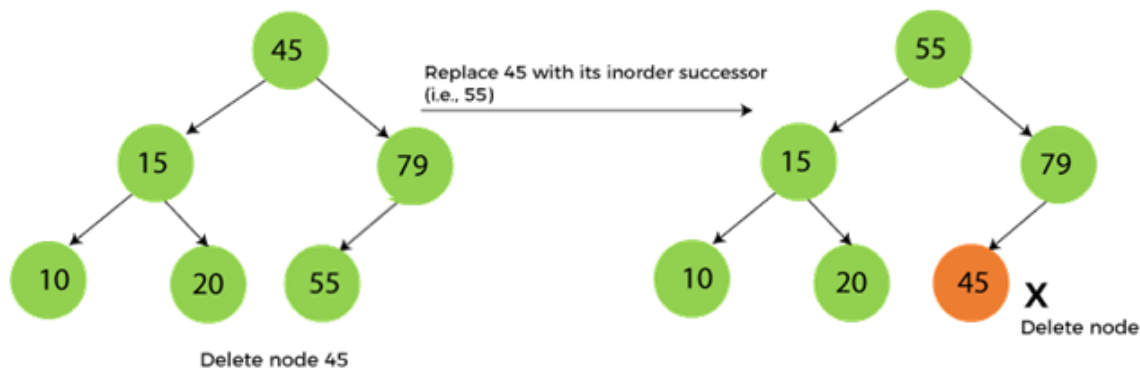 45
55
Replace 45 with its inorder successor
(i.e., 55)
15
79
15
79
10
20
55
10
20
45
X
Delete node
Delete node 45